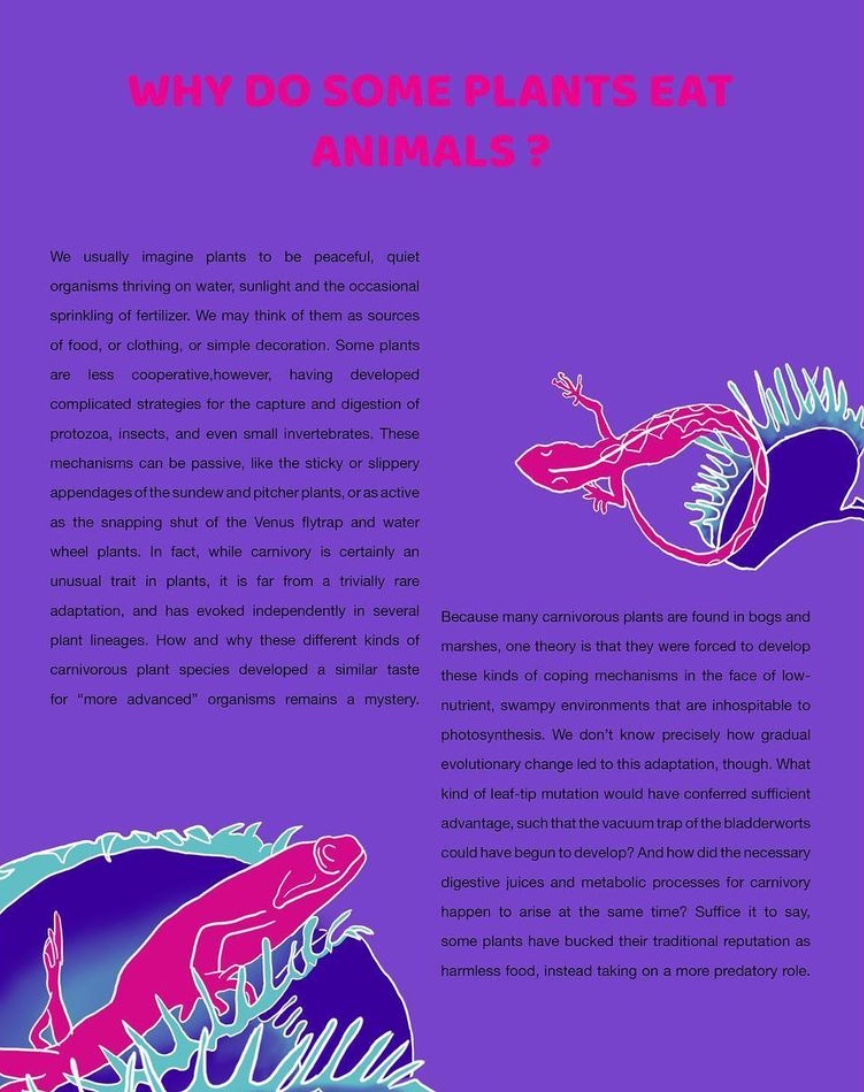 WHY DO SOME PLANTS EAT
ANIMALS ?
We usually imagine plants to be peaceful, quiet
organisms thriving on water, sunlight and the occasional
sprinkling of fertilizer. We may think of them as sources
of food, or clothing, or simple decoration. Some plants
are less cooperative,however, having developed
complicated strategies for the capture and digestion of
protozoa, insects, and even small invertebrates. These
mechanisms can be passive, like the sticky or slippery
appendages of the sundew and pitcher plants, or as active
as the snapping shut of the Venus flytrap and water
wheel plants. In fact, while carnivory is certainly an
unusual trait in plants, it is far from a trivially rare
adaptation, and has evoked independently in several
plant lineages. How and why these different kinds of
carnivorous plant species developed a similar taste
for “more advanced” organisms remains a mystery.
Because many carnivorous plants are found in bogs and
marshes, one theory is that they were forced to develop
these kinds of coping mechanisms in the face of low-
nutrient, swampy environments that are inhospitable to
photosynthesis. We don’t know precisely how gradual
evolutionary change led to this adaptation, though. What
kind of leaf-tip mutation would have conferred sufficient
advantage, such that the vacuum trap of the bladderworts
could have begun to develop? And how did the necessary
digestive juices and metabolic processes for carnivory
happen to arise at the same time? Suffice it to say,
some plants have bucked their traditional reputation as
harmless food, instead taking on a more predatory role.